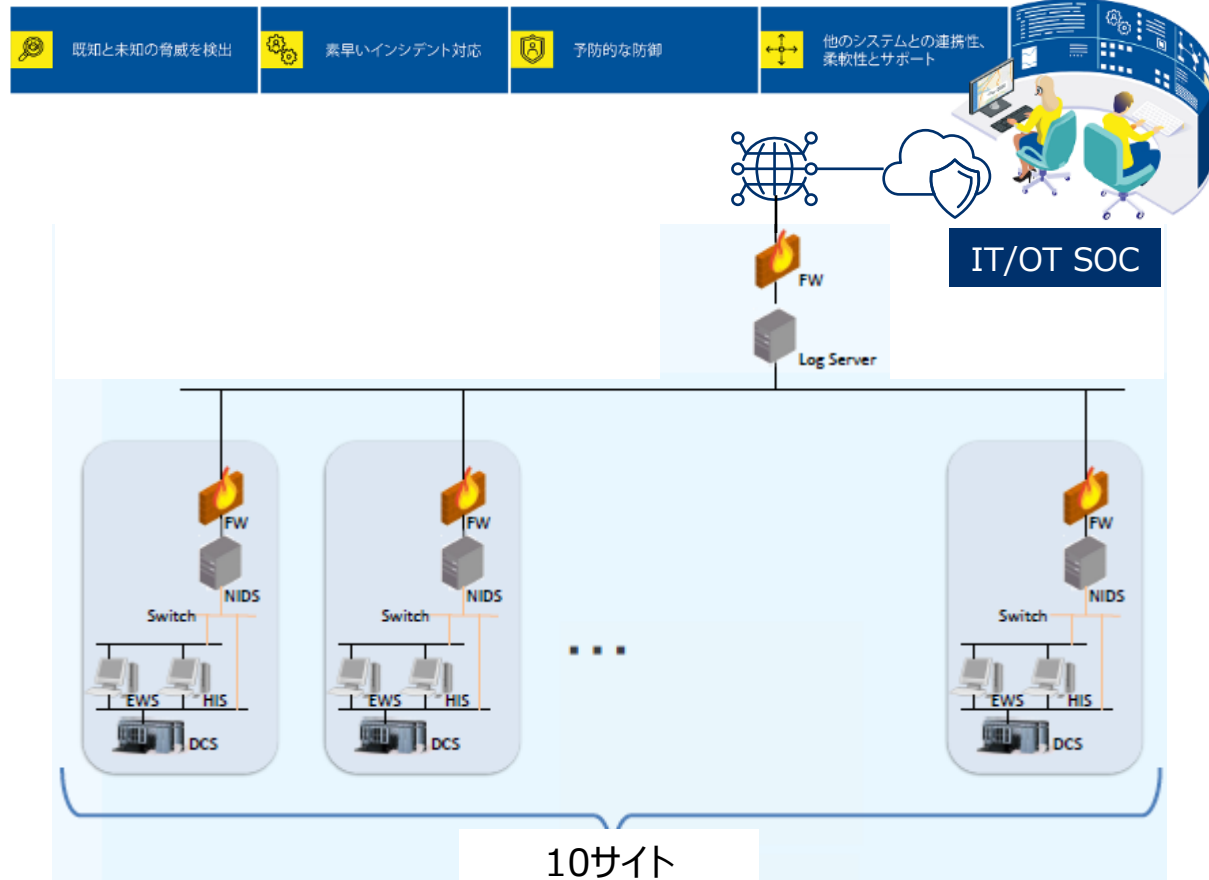 既知と未知の脅威を検出
素早いインシデント対応
予防的な防御
他のシステムとの連携性、
柔軟性とサポート
IT/OT SOC
FW
Log Server
FW
NIDS
Switch
EWS
HIS
DCS
FW
NIDS
Switch
EWS
HIS
DCS
FW
NIDS
Switch
EWS
HIS
DCS
10サイト